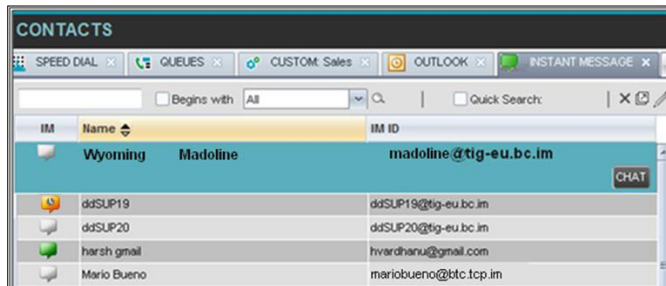 CONTACTS
SPEED DIAL × QUEUES × CUSTOM: Sales × OUTLOOK × INSTANT MESSAGE ×
Begins with All Quick Search:
IM Name IM ID
Wyoming Madoline madoline@tig-eu.bc.im
CHAT
ddSUP19 ddSUP19@tig-eu.bc.im
ddSUP20 ddSUP20@tig-eu.bc.im
harsh gmail hvardhanu@gmail.com
Mario Bueno mariobueno@btc.tcp.im